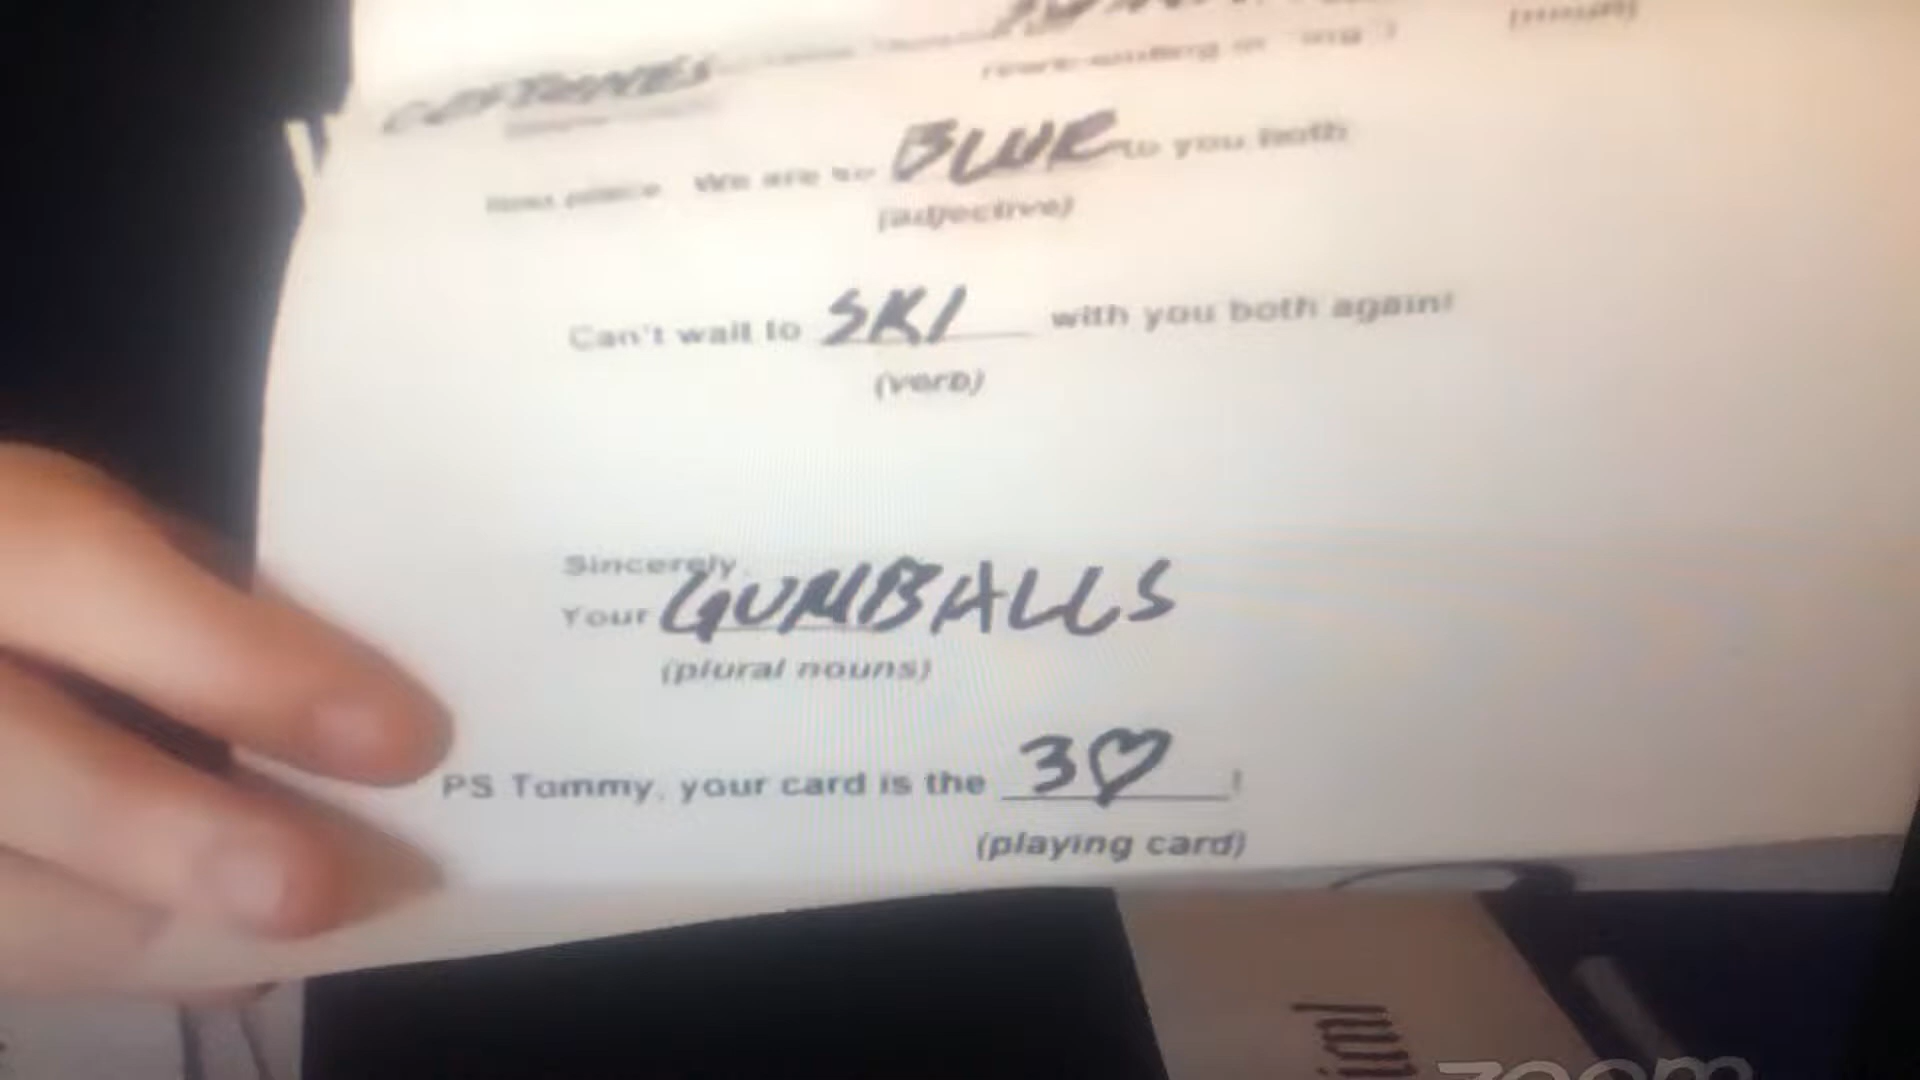 We are so BLUE to you both
(adjective)
Can't wait to SKI with you both again!
(verb)
Sincerely,
Your GUMBALLS
(plural nouns)
PS Tommy, your card is the 3♡!
(playing card)
zoom